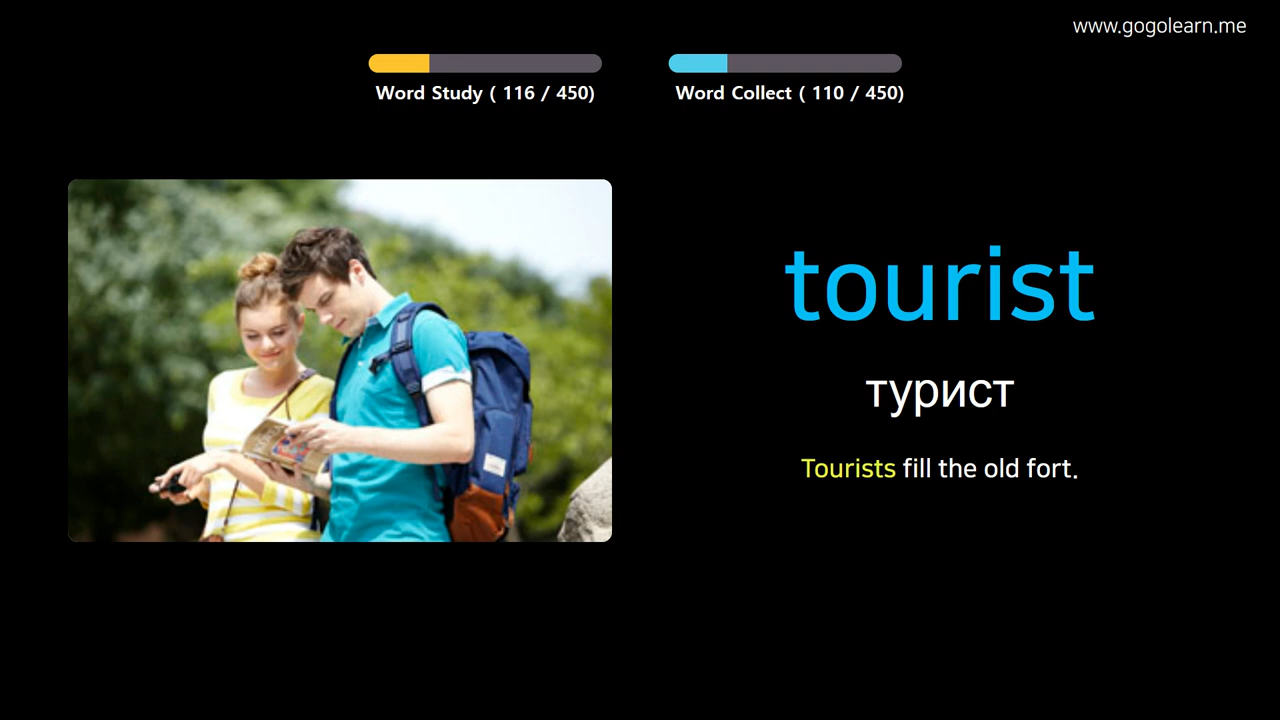 www.gogolearn.me
Word Study ( 116 / 450)
Word Collect ( 110 / 450)
tourist
турист
Tourists fill the old fort.